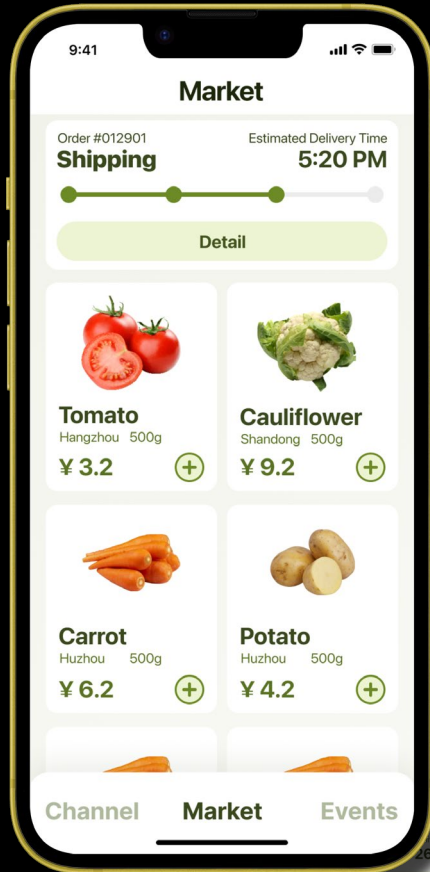 9:41
Market
Order #012901
Estimated Delivery Time
Shipping
5:20 PM
Detail
Tomato
Hangzhou 500g
¥ 3.2
Cauliflower
Shandong 500g
¥ 9.2
Carrot
Huzhou 500g
¥ 6.2
Potato
Huzhou 500g
¥ 4.2
Channel
Market
Events